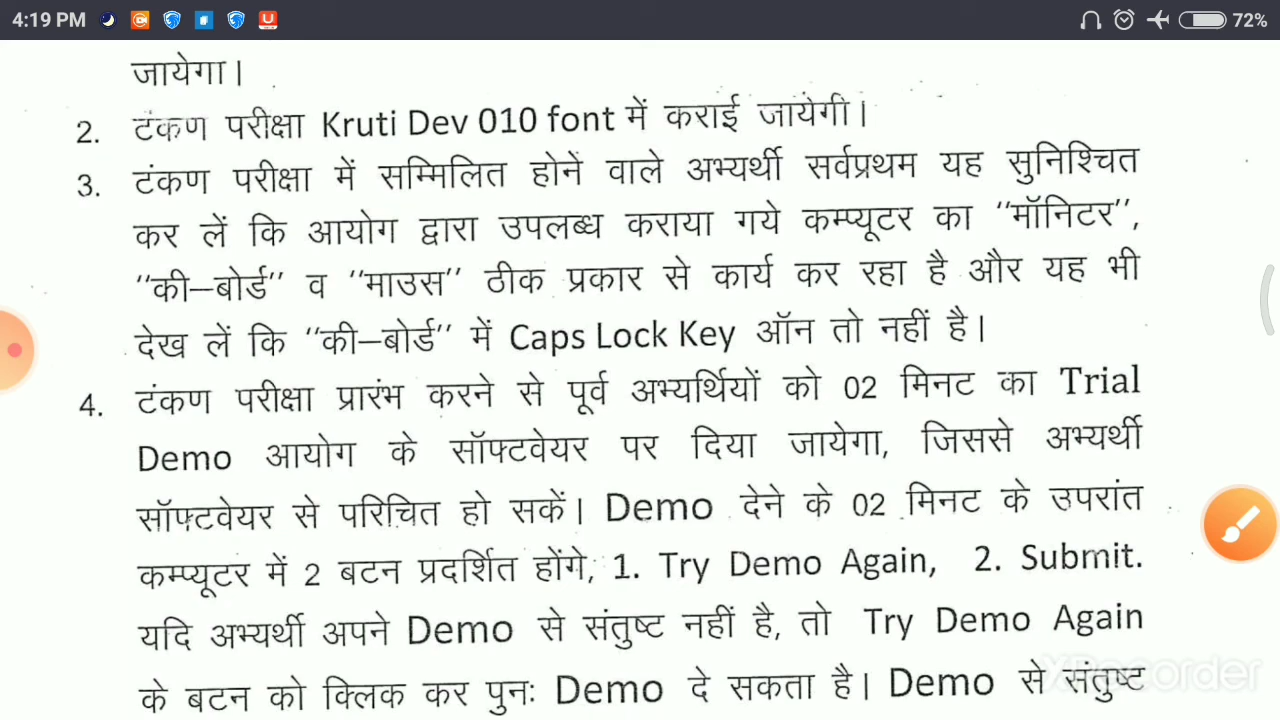 4:19 PM 72%
जायेगा।
2. टंकण परीक्षा Kruti Dev 010 font में कराई जायेगी।
3. टंकण परीक्षा में सम्मिलित होनें वाले अभ्यर्थी सर्वप्रथम यह सुनिश्चित
कर लें कि आयोग द्वारा उपलब्ध कराया गये कम्प्यूटर का "मॉनिटर",
"की–बोर्ड" व "माउस" ठीक प्रकार से कार्य कर रहा है और यह भी
देख लें कि "की–बोर्ड" में Caps Lock Key ऑन तो नहीं है।
4. टंकण परीक्षा प्रारंभ करने से पूर्व अभ्यर्थियों को 02 मिनट का Trial
Demo आयोग के सॉफ्टवेयर पर दिया जायेगा, जिससे अभ्यर्थी
सॉफ्टवेयर से परिचित हो सकें। Demo देने के 02 मिनट के उपरांत
कम्प्यूटर में 2 बटन प्रदर्शित होंगे, 1. Try Demo Again, 2. Submit.
यदि अभ्यर्थी अपने Demo से संतुष्ट नहीं है, तो Try Demo Again
के बटन को क्लिक कर पुनः Demo दे सकता है। Demo से संतुष्ट
XRecorder